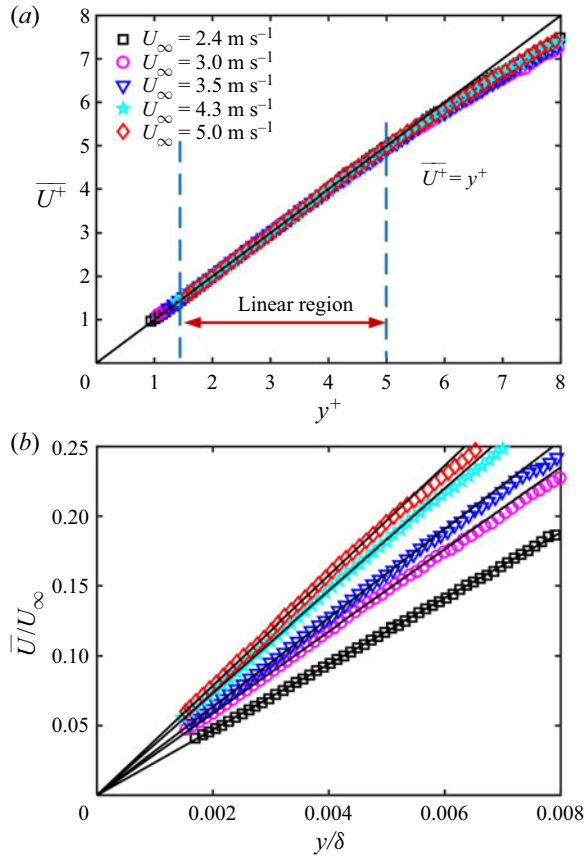 (a)
8
7
6
5
4
3
2
1
0
U∞ = 2.4 m s⁻¹
U∞ = 3.0 m s⁻¹
U∞ = 3.5 m s⁻¹
U∞ = 4.3 m s⁻¹
U∞ = 5.0 m s⁻¹
U̅⁺
U̅⁺ = y⁺
Linear region
1 2 3 4 5 6 7 8
y⁺
(b)
0.25
0.20
0.15
0.10
0.05
U̅/U∞
0 0.002 0.004 0.006 0.008
y/δ